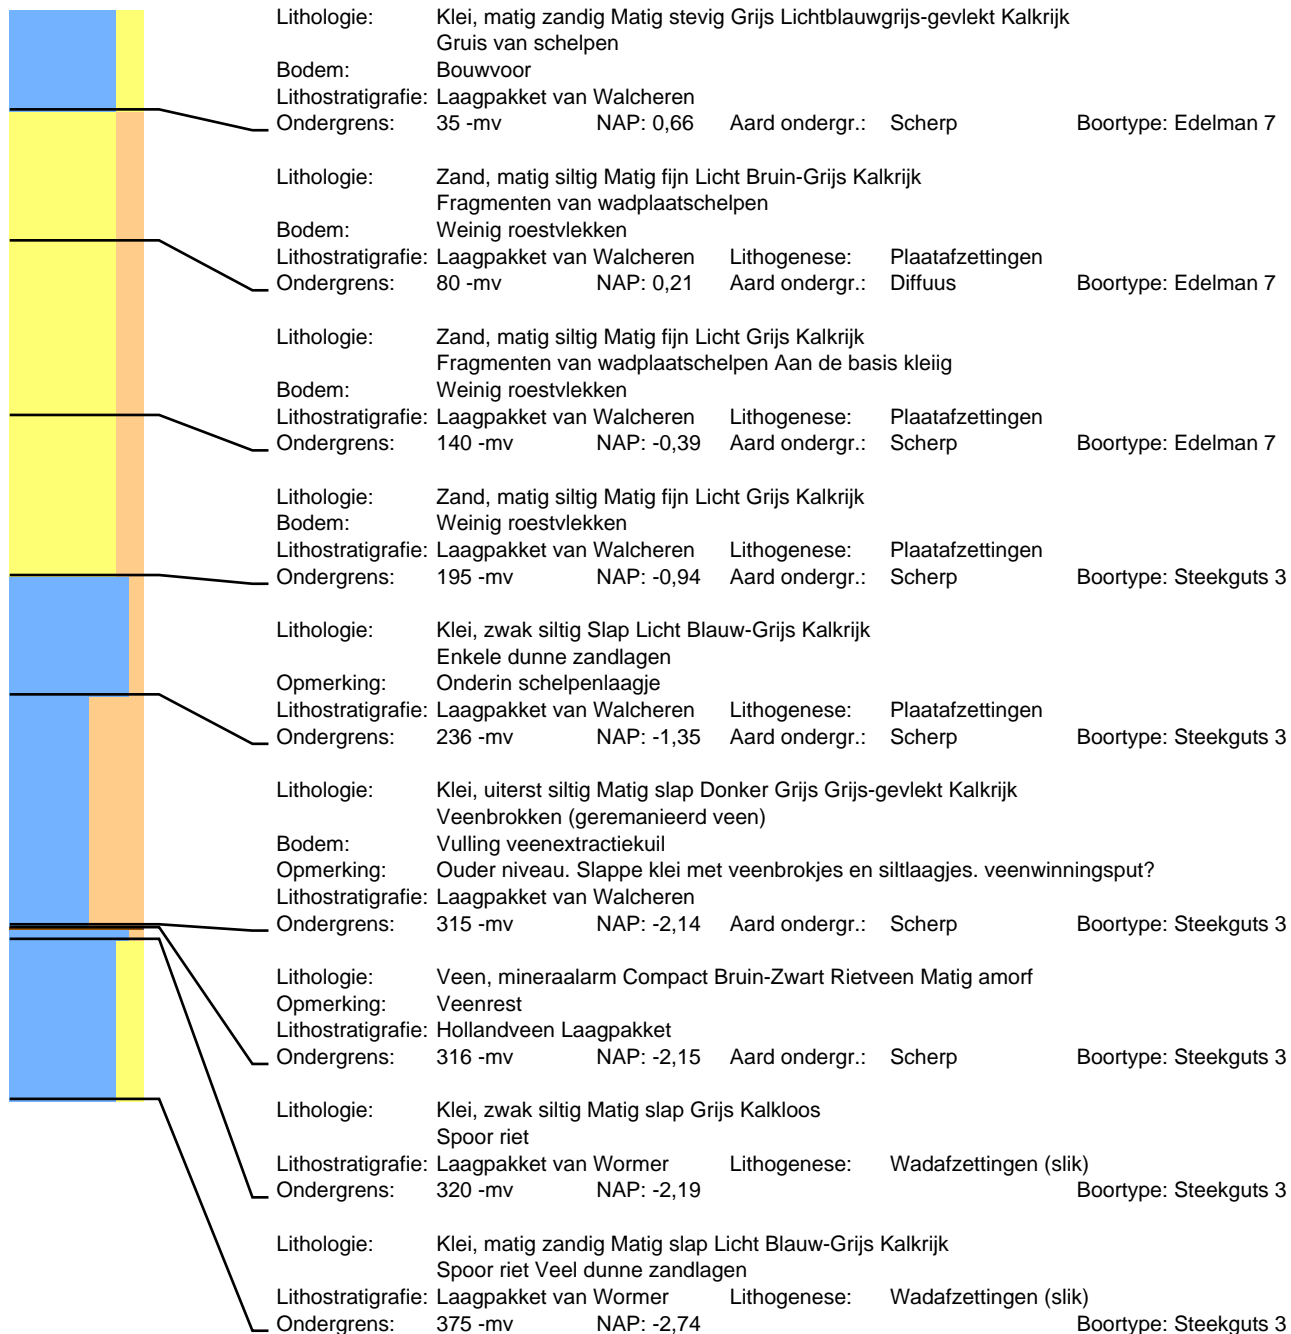 Lithologie: Klei, matig zandig Matig stevig Grijs Lichtblauwgrijs-gevlekt Kalkrijk
Gruis van schelpen
Bodem: Bouwvoor
Lithostratigrafie: Laagpakket van Walcheren
Ondergrens: 35 -mv NAP: 0,66 Aard ondergr.: Scherp Boortype: Edelman 7
Lithologie: Zand, matig siltig Matig fijn Licht Bruin-Grijs Kalkrijk
Fragmenten van wadplaatschelpen
Bodem: Weinig roestvlekken
Lithostratigrafie: Laagpakket van Walcheren Lithogenese: Plaatafzettingen
Ondergrens: 80 -mv NAP: 0,21 Aard ondergr.: Diffuus Boortype: Edelman 7
Lithologie: Zand, matig siltig Matig fijn Licht Grijs Kalkrijk
Fragmenten van wadplaatschelpen Aan de basis kleiig
Bodem: Weinig roestvlekken
Lithostratigrafie: Laagpakket van Walcheren Lithogenese: Plaatafzettingen
Ondergrens: 140 -mv NAP: -0,39 Aard ondergr.: Scherp Boortype: Edelman 7
Lithologie: Zand, matig siltig Matig fijn Licht Grijs Kalkrijk
Bodem: Weinig roestvlekken
Lithostratigrafie: Laagpakket van Walcheren Lithogenese: Plaatafzettingen
Ondergrens: 195 -mv NAP: -0,94 Aard ondergr.: Scherp Boortype: Steekguts 3
Lithologie: Klei, zwak siltig Slap Licht Blauw-Grijs Kalkrijk
Enkele dunne zandlagen
Opmerking: Onderin schelpenlaagje
Lithostratigrafie: Laagpakket van Walcheren Lithogenese: Plaatafzettingen
Ondergrens: 236 -mv NAP: -1,35 Aard ondergr.: Scherp Boortype: Steekguts 3
Lithologie: Klei, uiterst siltig Matig slap Donker Grijs Grijs-gevlekt Kalkrijk
Veenbrokken (geremanieerd veen)
Bodem: Vulling veenextractiekuil
Opmerking: Ouder niveau. Slappe klei met veenbrokjes en siltlaagjes. veenwinningsput?
Lithostratigrafie: Laagpakket van Walcheren
Ondergrens: 315 -mv NAP: -2,14 Aard ondergr.: Scherp Boortype: Steekguts 3
Lithologie: Veen, mineraalarm Compact Bruin-Zwart Rietveen Matig amorf
Opmerking: Veenrest
Lithostratigrafie: Hollandveen Laagpakket
Ondergrens: 316 -mv NAP: -2,15 Aard ondergr.: Scherp Boortype: Steekguts 3
Lithologie: Klei, zwak siltig Matig slap Grijs Kalkloos
Spoor riet
Lithostratigrafie: Laagpakket van Wormer Lithogenese: Wadafzettingen (slik)
Ondergrens: 320 -mv NAP: -2,19 Boortype: Steekguts 3
Lithologie: Klei, matig zandig Matig slap Licht Blauw-Grijs Kalkrijk
Spoor riet Veel dunne zandlagen
Lithostratigrafie: Laagpakket van Wormer Lithogenese: Wadafzettingen (slik)
Ondergrens: 375 -mv NAP: -2,74 Boortype: Steekguts 3